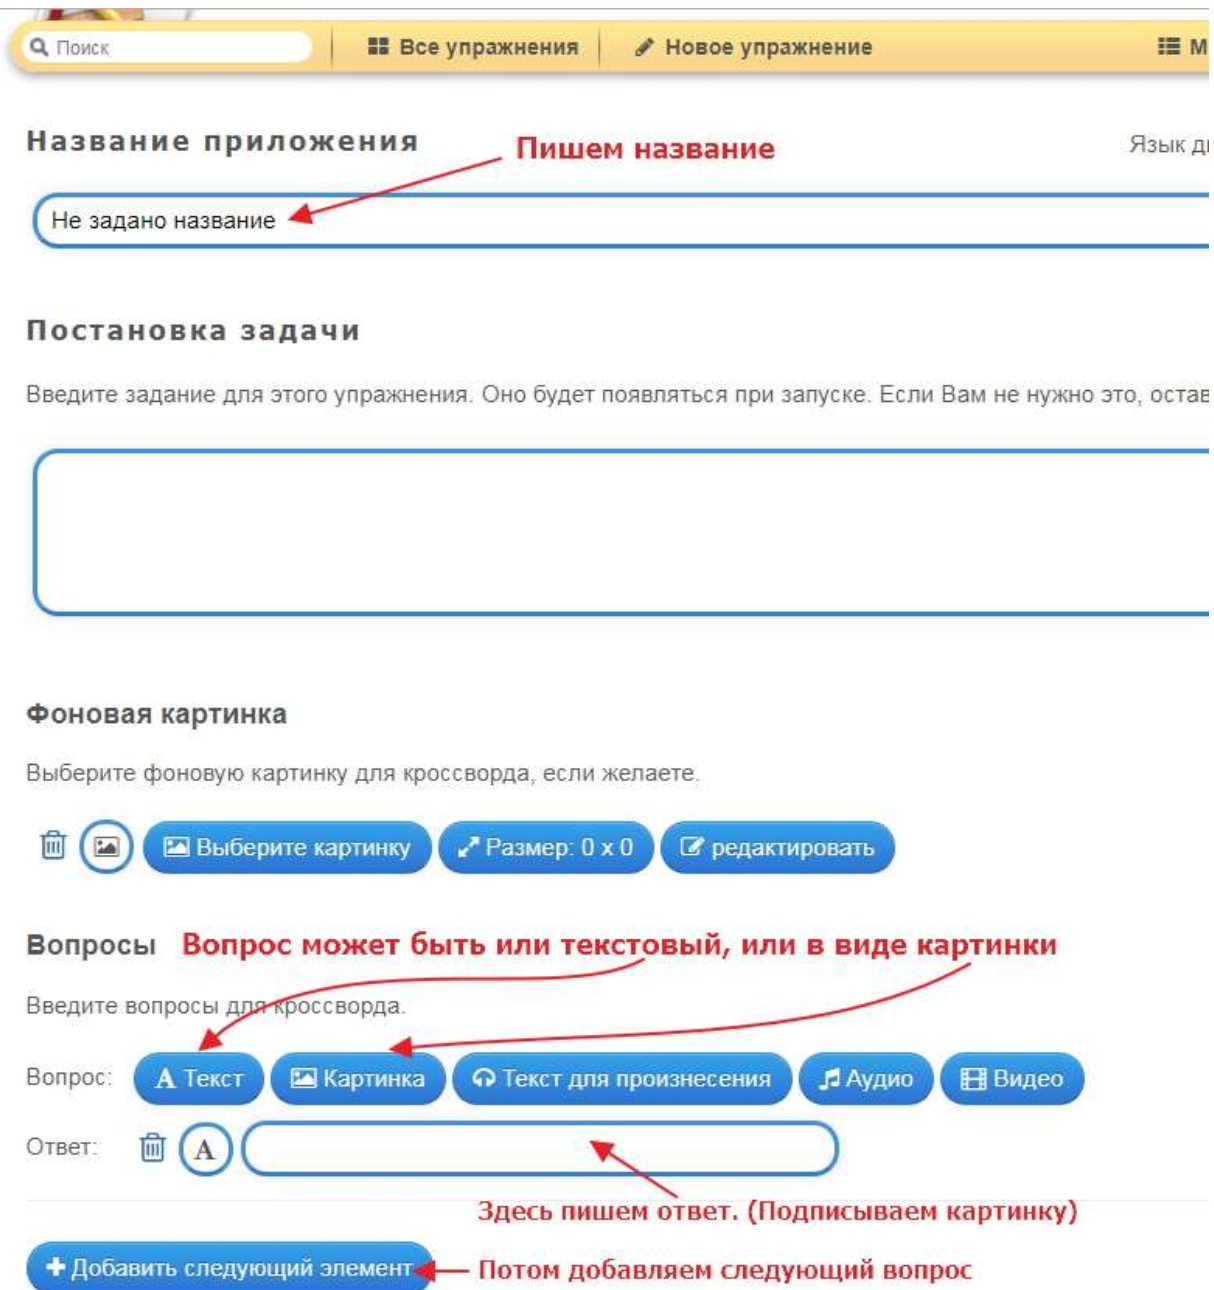 Поиск Все упражнения Новое упражнение М
Название приложения Пишем название Язык д
Не задано название
Постановка задачи
Введите задание для этого упражнения. Оно будет появляться при запуске. Если Вам не нужно это, остав
Фоновая картинка
Выберите фоновую картинку для кроссворда, если желаете.
Выберите картинку Размер: 0 x 0 редактировать
Вопросы Вопрос может быть или текстовый, или в виде картинки
Введите вопросы для кроссворда.
Вопрос: A Текст Картинка Текст для произнесения Аудио Видео
Ответ: A
Здесь пишем ответ. (Подписываем картинку)
Добавить следующий элемент Потом добавляем следующий вопрос